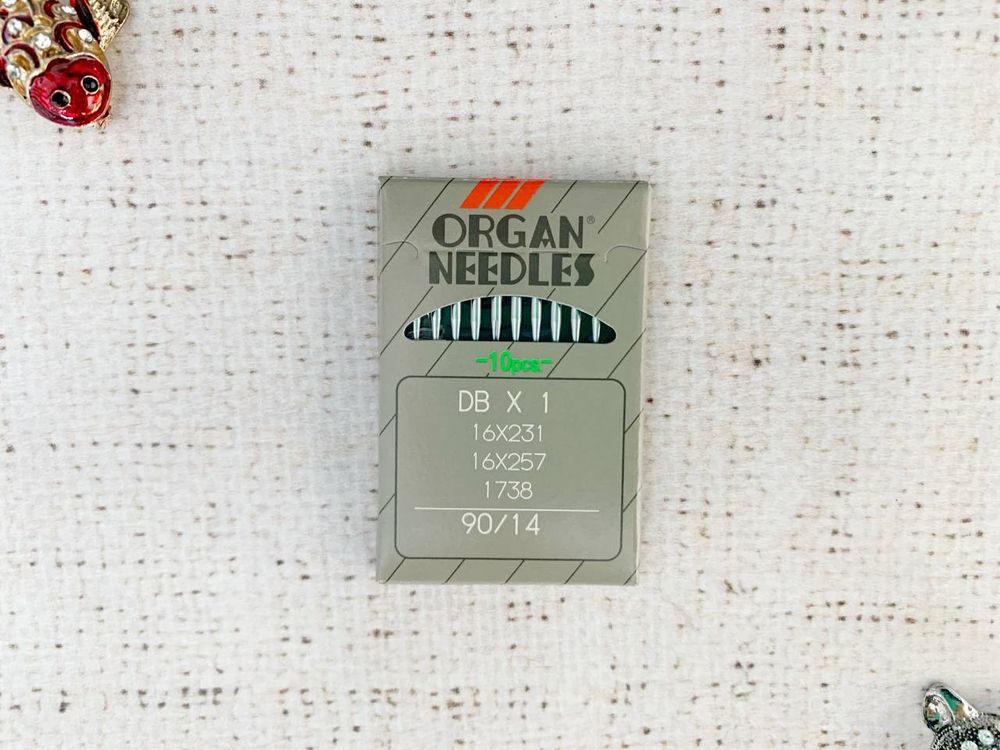 ORGAN®
NEEDLES
-10pcs-
DB X 1
16X231
16X257
1738
90/14